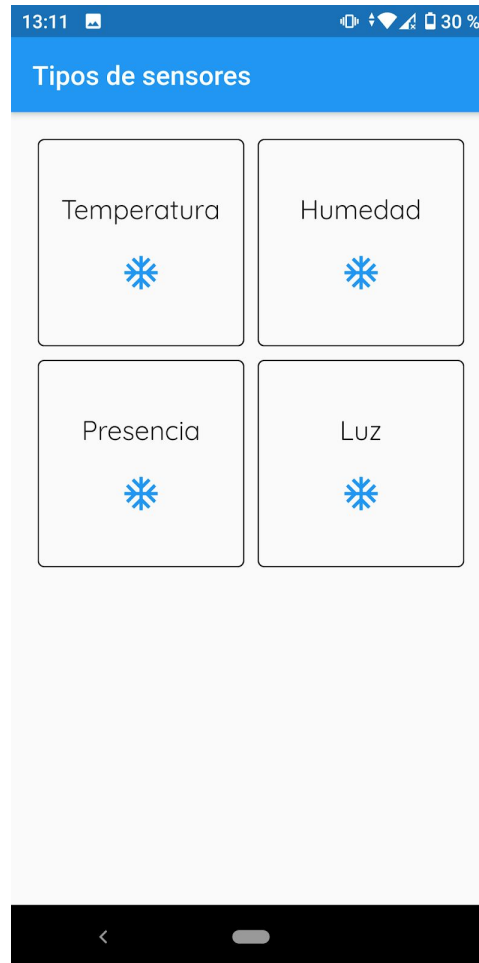 13:11 30 %
Tipos de sensores
Temperatura Humedad
Presencia Luz